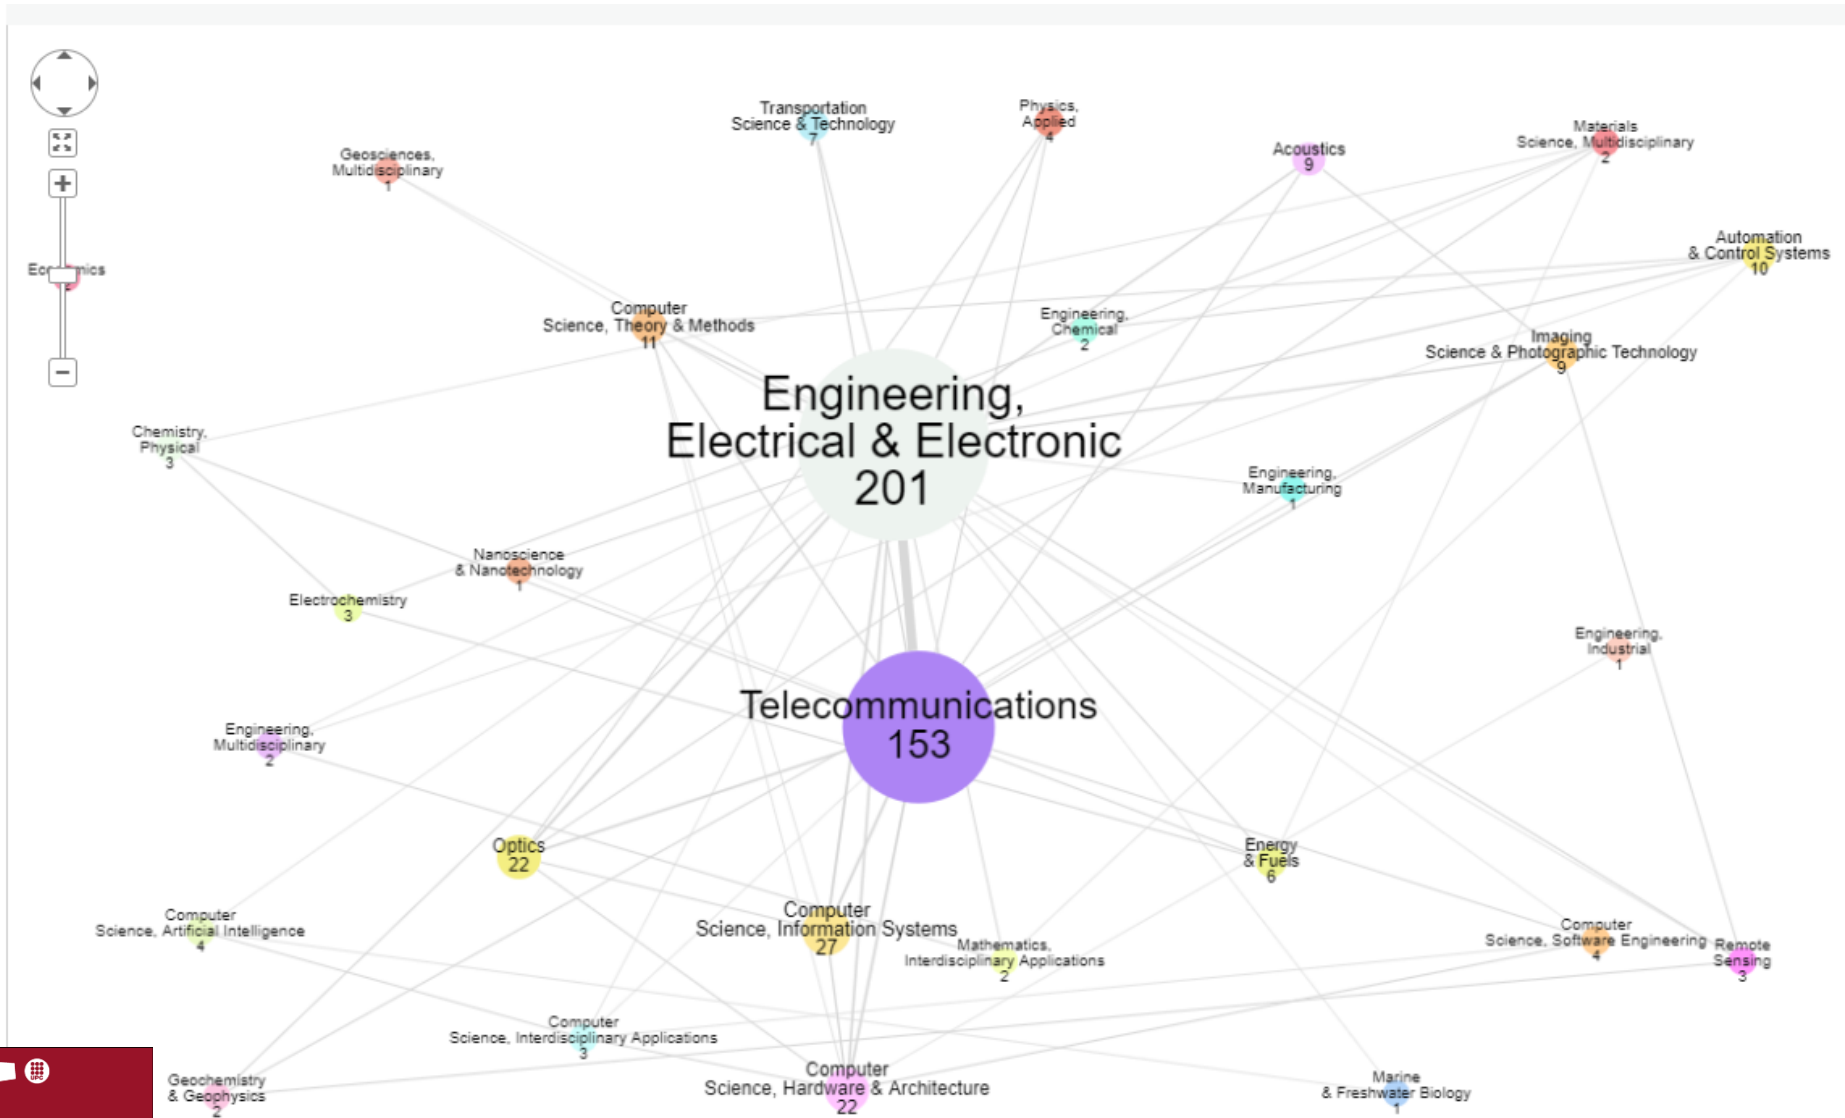 Transportation
Science & Technology
7
Physics,
Applied
4
Materials
Science, Multidisciplinary
2
Acoustics
9
Geosciences,
Multidisciplinary
1
Automation
& Control Systems
10
Economics
Computer
Science, Theory & Methods
11
Engineering,
Chemical
2
Imaging
Science & Photographic Technology
9
Engineering,
Electrical & Electronic
201
Chemistry,
Physical
3
Engineering,
Manufacturing
1
Nanoscience
& Nanotechnology
1
Electrochemistry
3
Engineering,
Industrial
1
Telecommunications
153
Engineering,
Multidisciplinary
2
Optics
22
Energy
& Fuels
6
Computer
Science, Artificial Intelligence
4
Computer
Science, Information Systems
27
Mathematics,
Interdisciplinary Applications
2
Computer
Science, Software Engineering
4
Remote
Sensing
3
Computer
Science, Interdisciplinary Applications
3
Computer
Science, Hardware & Architecture
22
Geochemistry
& Geophysics
2
Marine
& Freshwater Biology
1
UPC